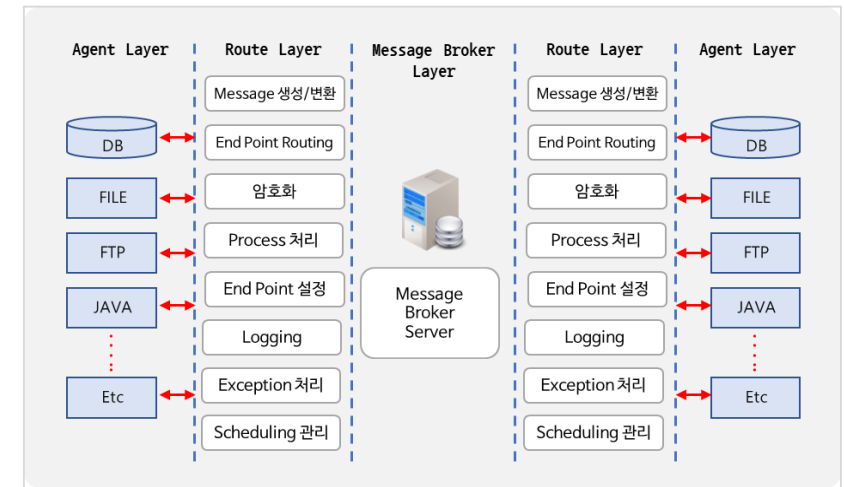 Agent Layer
Route Layer
Message Broker
Layer
Route Layer
Agent Layer
DB
FILE
FTP
JAVA
Etc
Message 생성/변환
End Point Routing
암호화
Process 처리
End Point 설정
Logging
Exception 처리
Scheduling 관리
Message
Broker
Server
Message 생성/변환
End Point Routing
암호화
Process 처리
End Point 설정
Logging
Exception 처리
Scheduling 관리
DB
FILE
FTP
JAVA
Etc